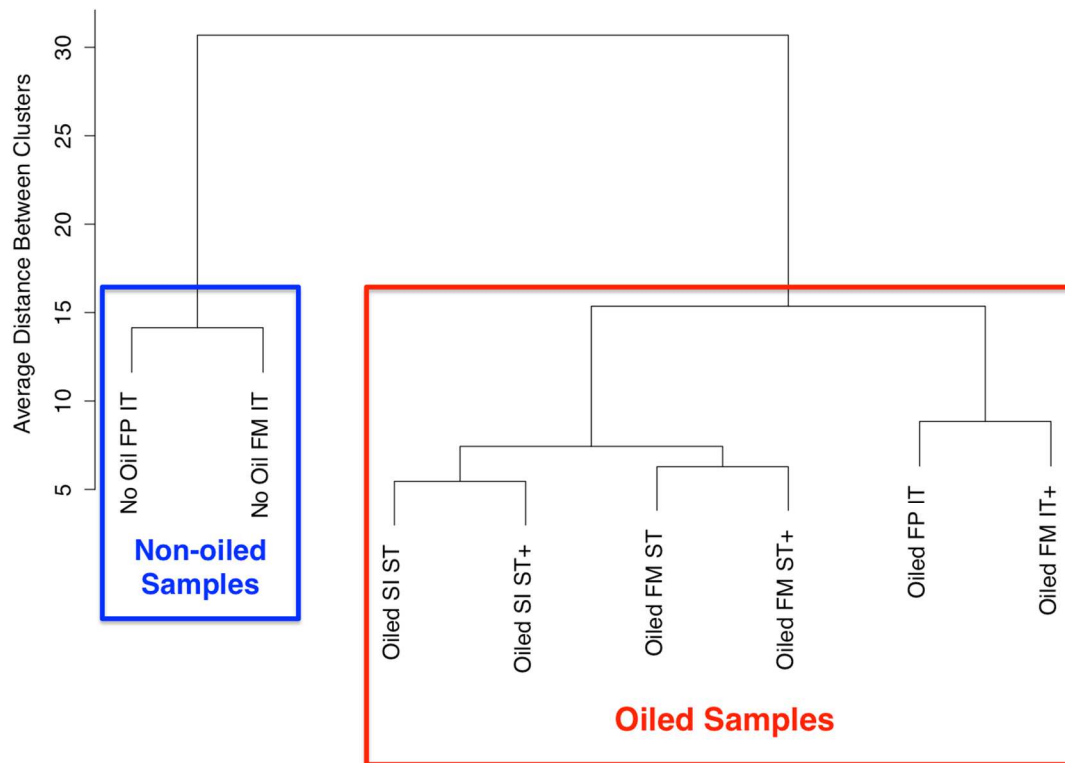 Average Distance Between Clusters
30
25
20
15
10
5
No Oil FP IT
No Oil FM IT
Non-oiled
Samples
Oiled SI ST
Oiled SI ST+
Oiled FM ST
Oiled FM ST+
Oiled FP IT
Oiled FM IT+
Oiled Samples